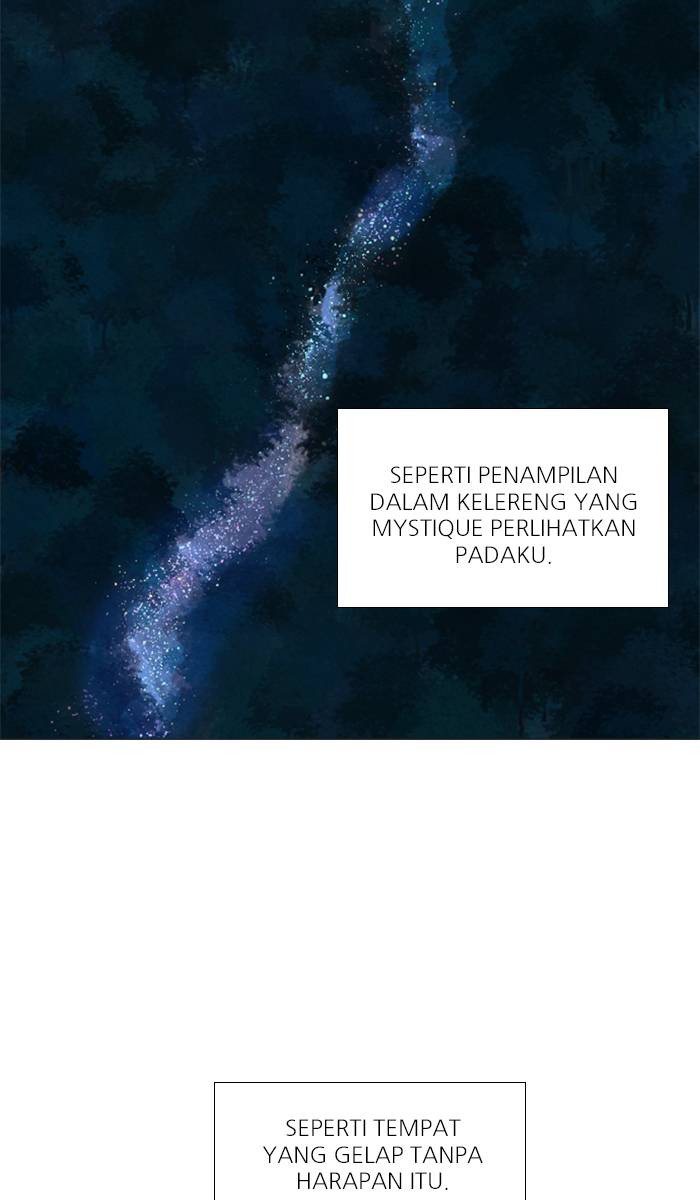 SEPERTI PENAMPILAN
DALAM KELERENG YANG
MYSTIQUE PERLIHATKAN
PADAKU.
SEPERTI TEMPAT
YANG GELAP TANPA
HARAPAN ITU.